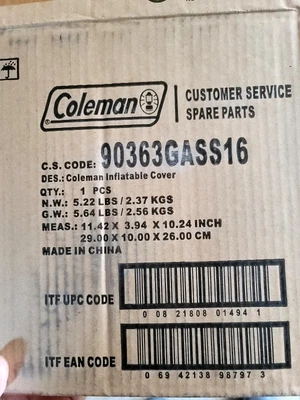 Coleman
CUSTOMER SERVICE
SPARE PARTS
C.S. CODE: 90363GASS16
DES.: Coleman Inflatable Cover
QTY.: 1 PCS
N.W.: 5.22 LBS / 2.37 KGS
G.W.: 5.64 LBS / 2.56 KGS
MEAS.: 11.42 X 3.94 X 10.24 INCH
29.00 X 10.00 X 26.00 CM
MADE IN CHINA
ITF UPC CODE
0 08 21808 01494 1
ITF EAN CODE
0 69 42138 98797 3